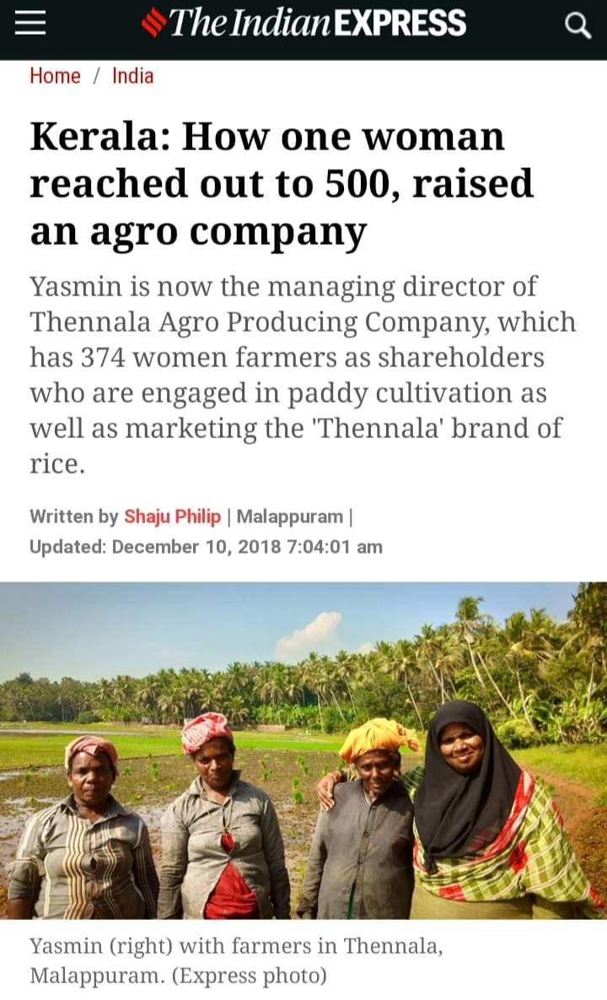 The Indian EXPRESS
Home / India
Kerala: How one woman
reached out to 500, raised
an agro company
Yasmin is now the managing director of
Thennala Agro Producing Company, which
has 374 women farmers as shareholders
who are engaged in paddy cultivation as
well as marketing the 'Thennala' brand of
rice.
Written by Shaju Philip | Malappuram |
Updated: December 10, 2018 7:04:01 am
Yasmin (right) with farmers in Thennala,
Malappuram. (Express photo)